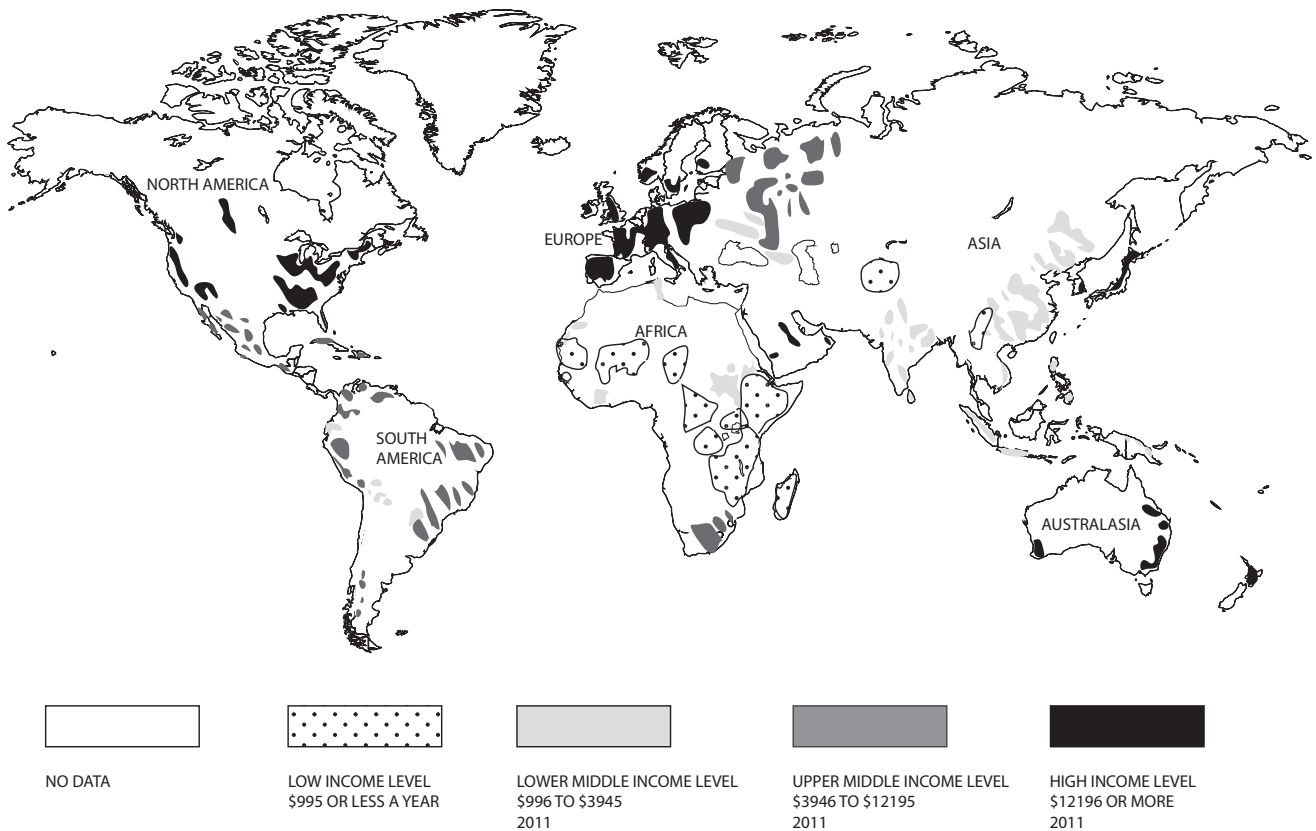 NORTH AMERICA
EUROPE
ASIA
AFRICA
SOUTH
AMERICA
AUSTRALASIA
NO DATA
LOW INCOME LEVEL
$995 OR LESS A YEAR
LOWER MIDDLE INCOME LEVEL
$996 TO $3945
2011
UPPER MIDDLE INCOME LEVEL
$3946 TO $12195
2011
HIGH INCOME LEVEL
$12196 OR MORE
2011